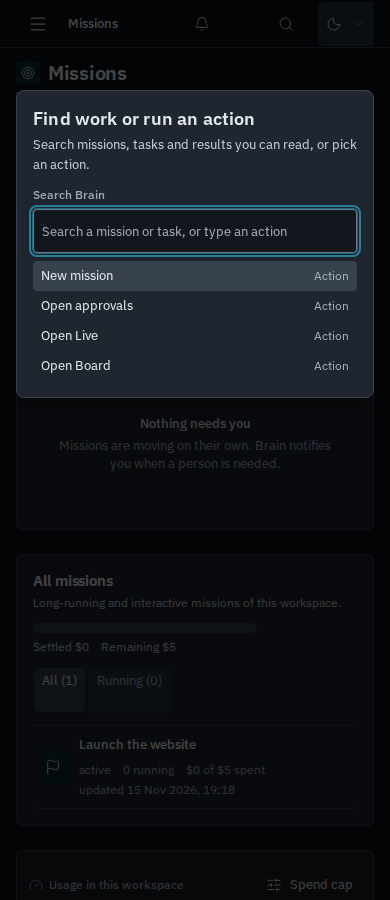 Missions
Missions
Find work or run an action
Search missions, tasks and results you can read, or pick
an action.
Search Brain
Search a mission or task, or type an action
New mission Action
Open approvals Action
Open Live Action
Open Board Action
Nothing needs you
Missions are moving on their own. Brain notifies
you when a person is needed.
All missions
Long-running and interactive missions of this workspace.
Settled $0 Remaining $5
All (1) Running (0)
Launch the website
active 0 running $0 of $5 spent
updated 15 Nov 2026, 19:18
Usage in this workspace Spend cap